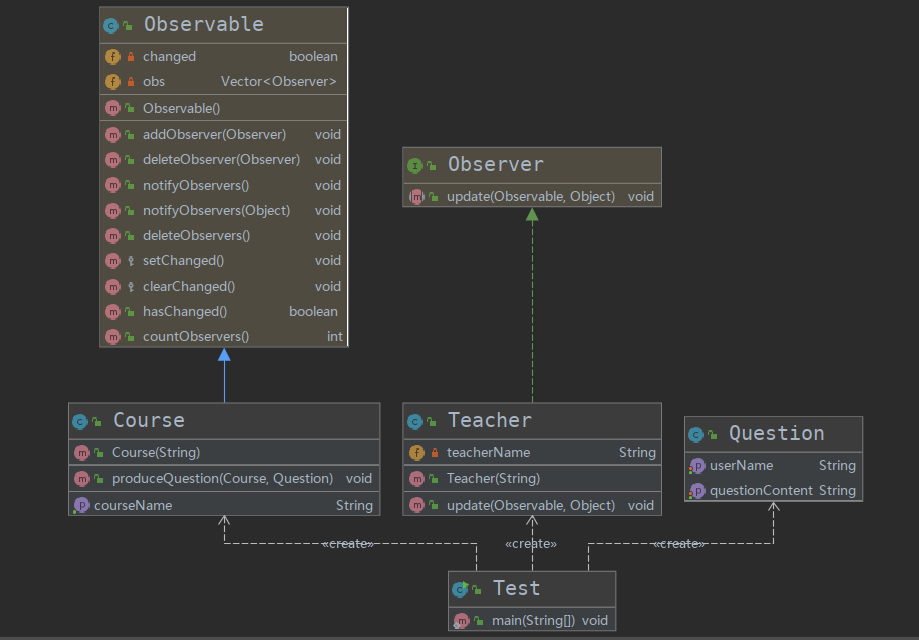 Observable
changed boolean
obs Vector<Observer>
Observable()
addObserver(Observer) void
deleteObserver(Observer) void
notifyObservers() void
notifyObservers(Object) void
deleteObservers() void
setChanged() void
clearChanged() void
hasChanged() boolean
countObservers() int
Observer
update(Observable, Object) void
Course
Course(String)
produceQuestion(Course, Question) void
courseName String
Teacher
teacherName String
Teacher(String)
update(Observable, Object) void
Question
userName String
questionContent String
«create»
«create»
«create»
Test
main(String[]) void